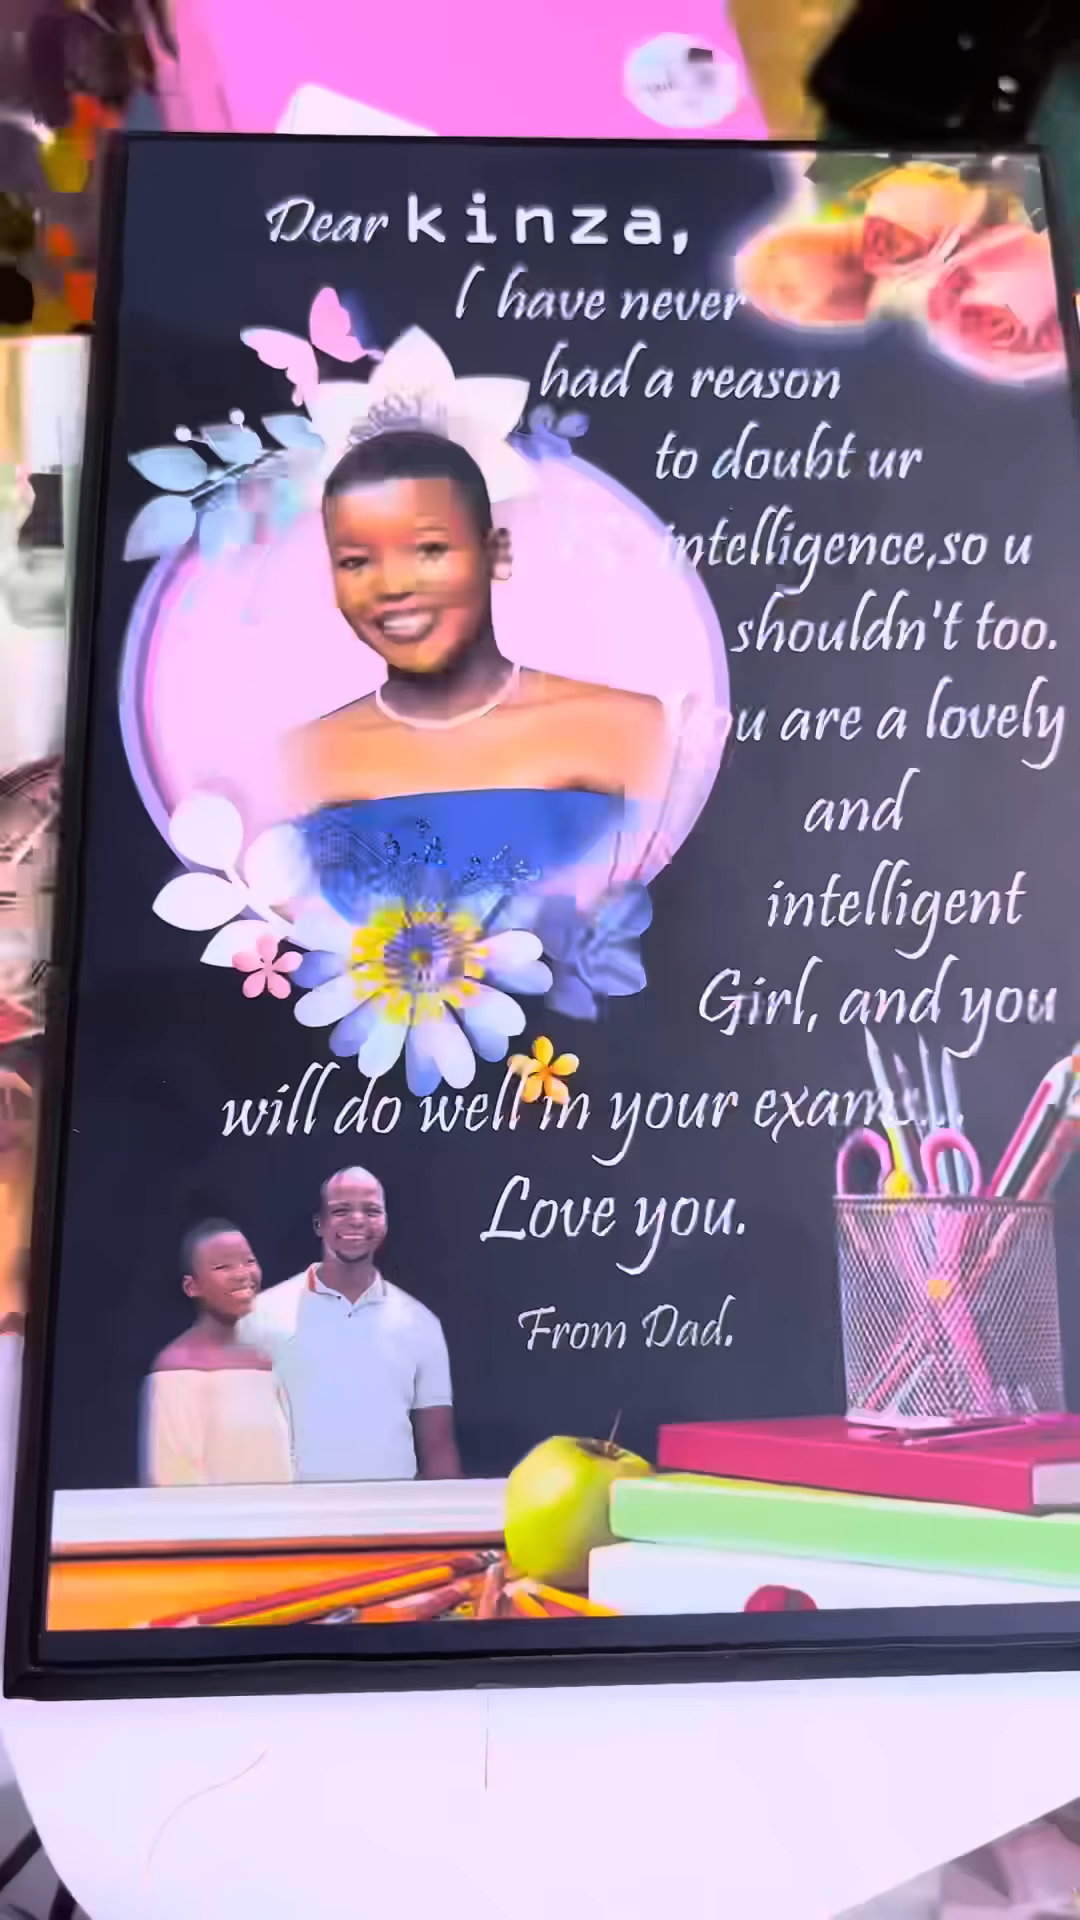 Dear kinza,
I have never
had a reason
to doubt ur
intelligence,so u
shouldn't too.
You are a lovely
and
intelligent
Girl, and you
will do well in your exams...
Love you.
From Dad.